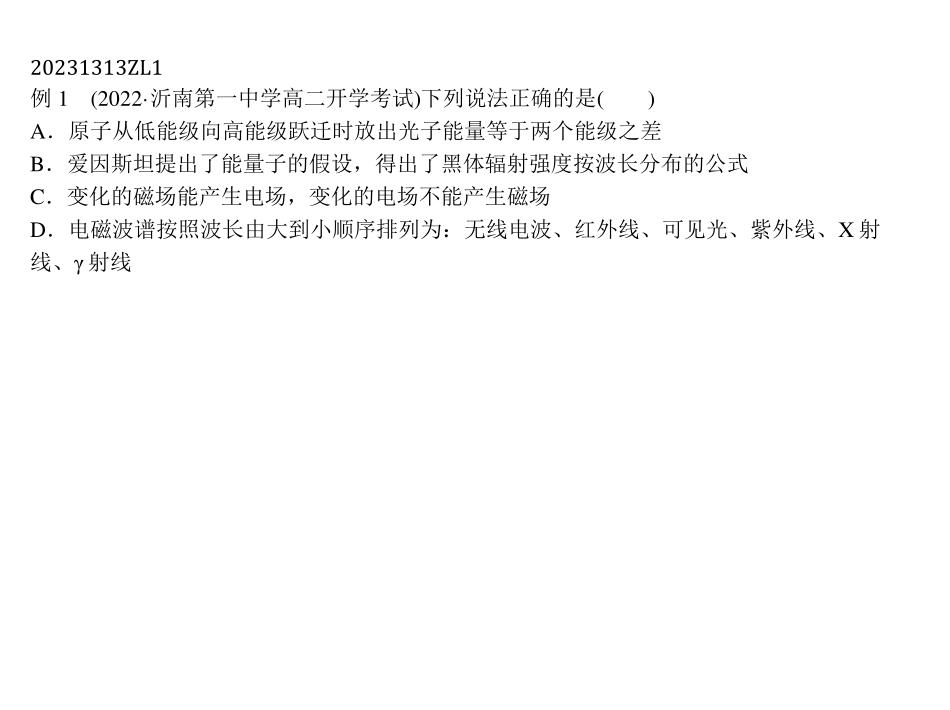 20231313ZL1
例 1 (2022·沂南第一中学高二开学考试)下列说法正确的是(  )
A．原子从低能级向高能级跃迁时放出光子能量等于两个能级之差
B．爱因斯坦提出了能量子的假设，得出了黑体辐射强度按波长分布的公式
C．变化的磁场能产生电场，变化的电场不能产生磁场
D．电磁波谱按照波长由大到小顺序排列为：无线电波、红外线、可见光、紫外线、X 射
线、γ 射线